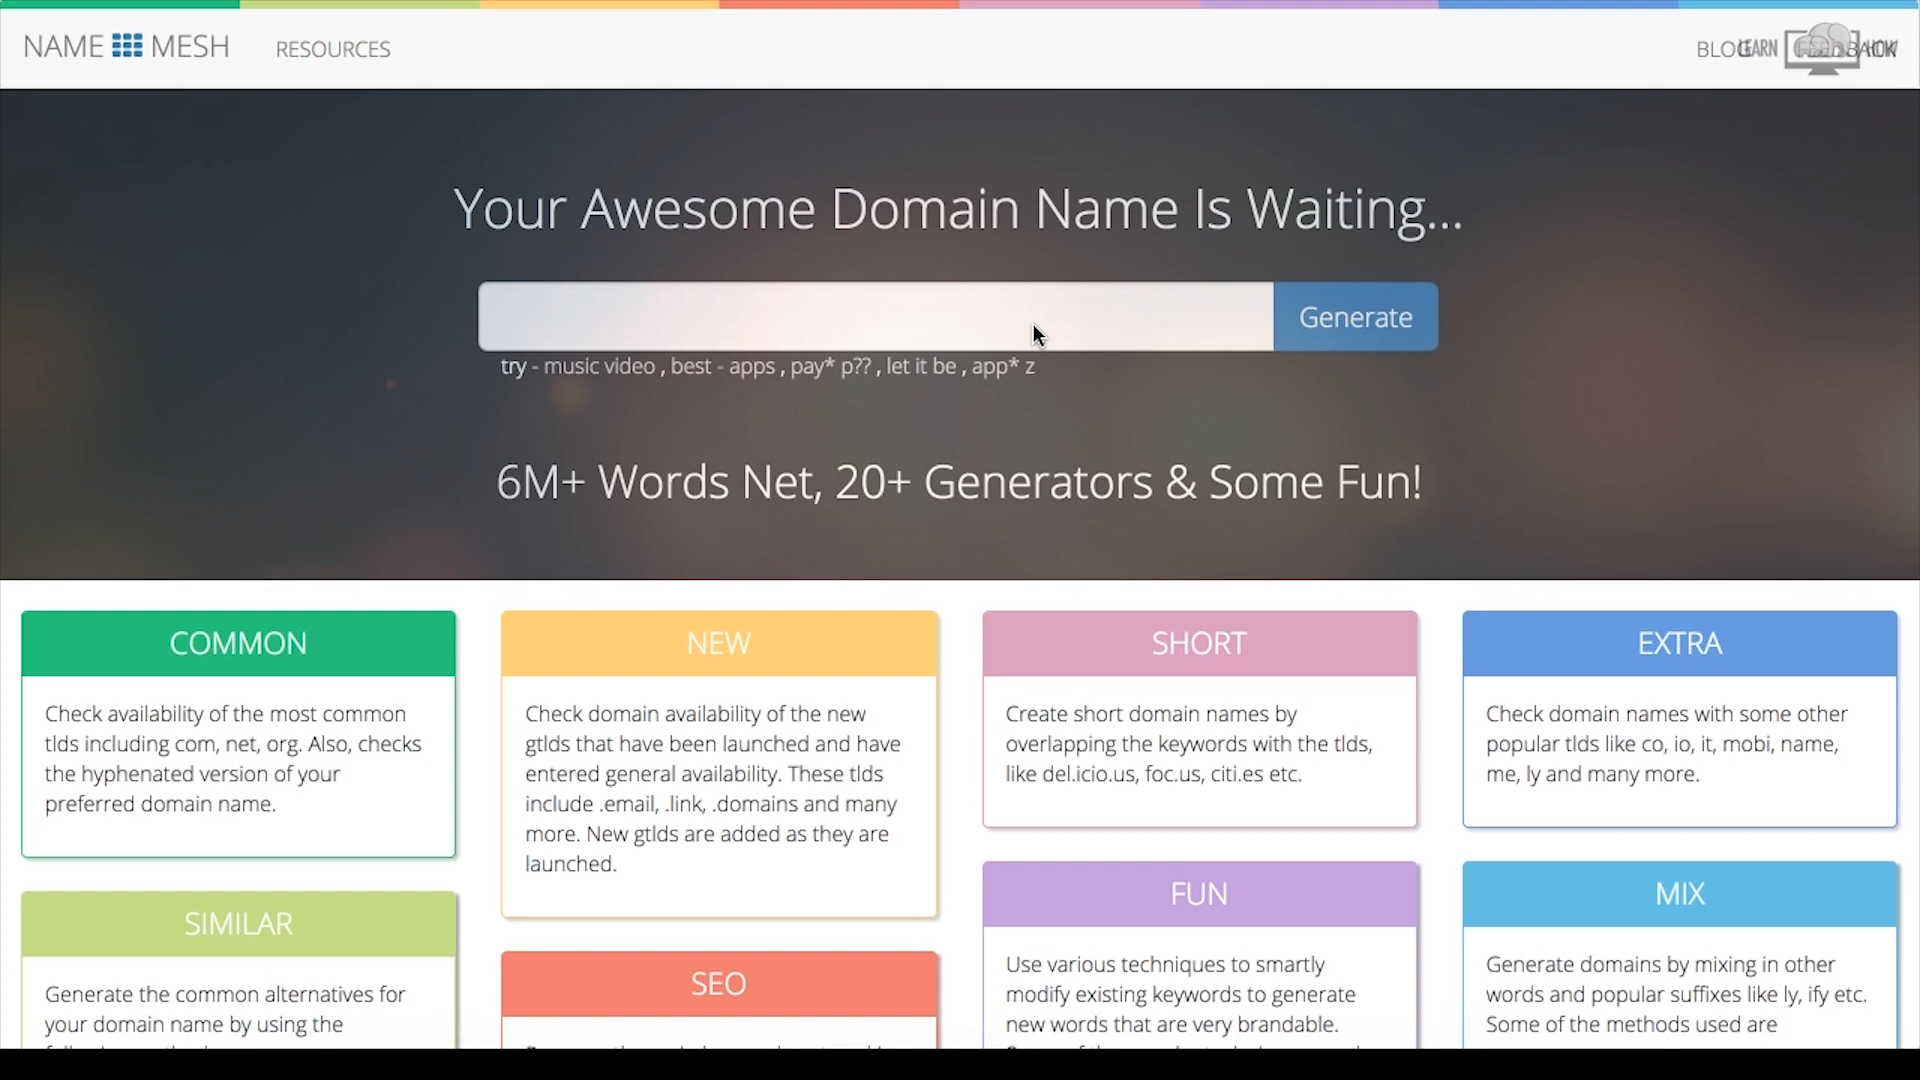 NAME MESH
RESOURCES
BLOG
LEARN
HOW
FEEDBACK
Your Awesome Domain Name Is Waiting...
Generate
try - music video , best - apps , pay* p?? , let it be , app* z
6M+ Words Net, 20+ Generators & Some Fun!
COMMON
Check availability of the most common
tlds including com, net, org. Also, checks
the hyphenated version of your
preferred domain name.
SIMILAR
Generate the common alternatives for
your domain name by using the
NEW
Check domain availability of the new
gtlds that have been launched and have
entered general availability. These tlds
include .email, .link, .domains and many
more. New gtlds are added as they are
launched.
SEO
SHORT
Create short domain names by
overlapping the keywords with the tlds,
like del.icio.us, foc.us, citi.es etc.
FUN
Use various techniques to smartly
modify existing keywords to generate
new words that are very brandable.
EXTRA
Check domain names with some other
popular tlds like co, io, it, mobi, name,
me, ly and many more.
MIX
Generate domains by mixing in other
words and popular suffixes like ly, ify etc.
Some of the methods used are